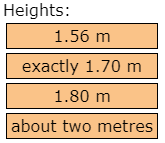 Heights:
1.56 m
exactly 1.70 m
1.80 m
about two metres